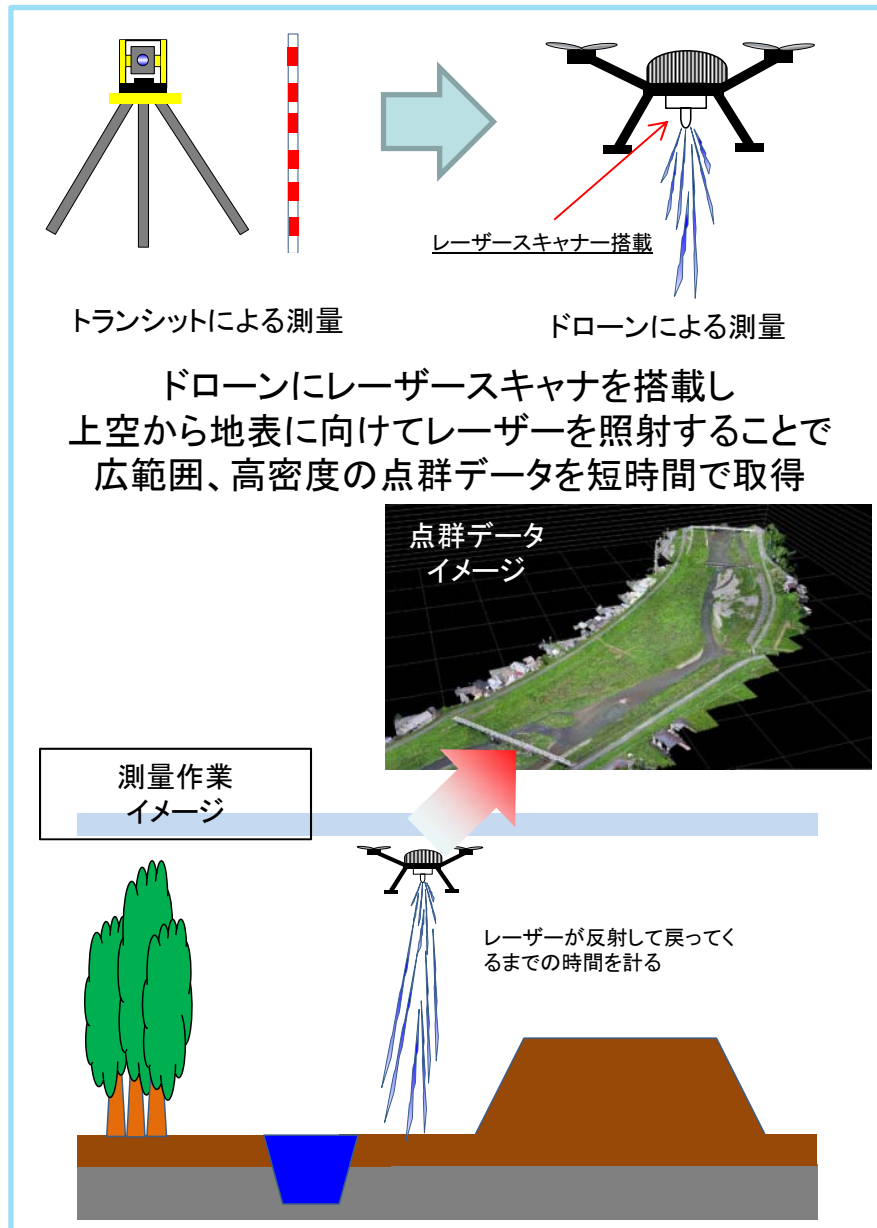 レーザースキャナー搭載
トランシットによる測量
ドローンによる測量
ドローンにレーザースキャナを搭載し
上空から地表に向けてレーザーを照射することで
広範囲、高密度の点群データを短時間で取得
点群データ
イメージ
測量作業
イメージ
レーザーが反射して戻ってく
るまでの時間を計る